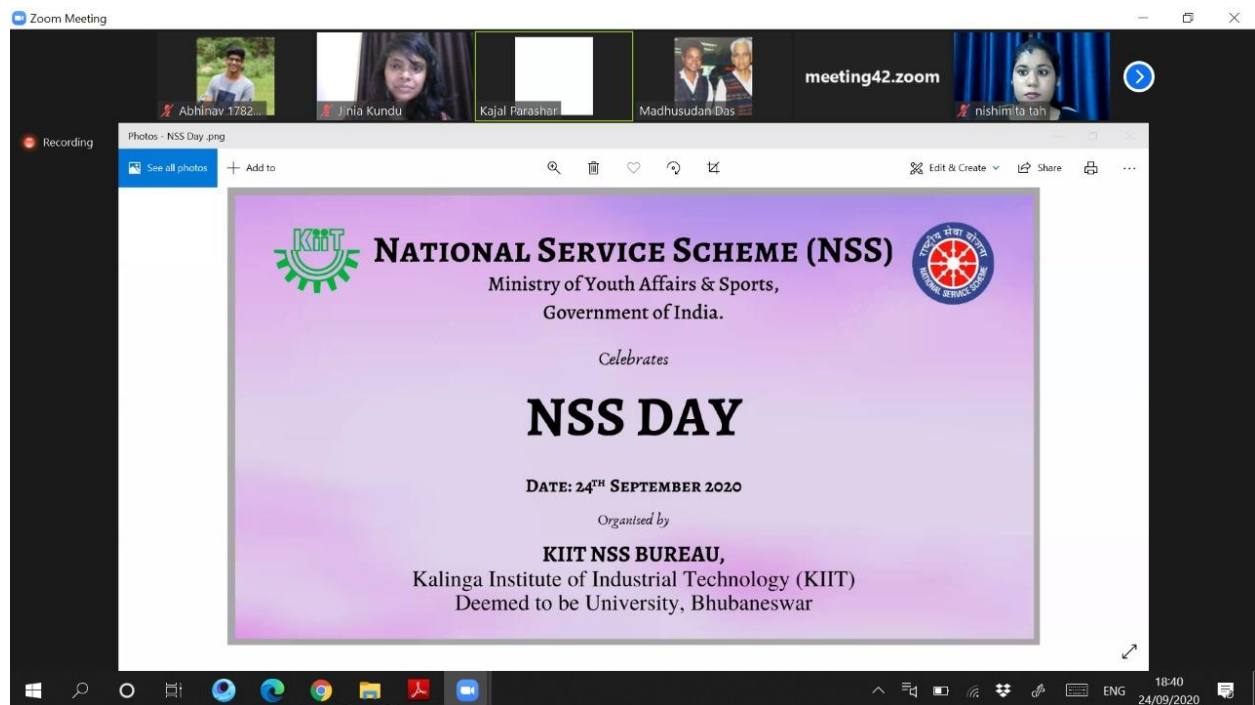 Zoom Meeting
Abhinav 1782...
Jinia Kundu
Kajal Parashar
Madhusudan Das
meeting42.zoom
nishimita tah
Recording
Photos - NSS Day .png
See all photos
Add to
Edit & Create
Share
KiiT
NATIONAL SERVICE SCHEME (NSS)
राष्ट्रीय सेवा योजना
NATIONAL SERVICE SCHEME
Ministry of Youth Affairs & Sports,
Government of India.
Celebrates
NSS DAY
DATE: 24TH SEPTEMBER 2020
Organised by
KIIT NSS BUREAU,
Kalinga Institute of Industrial Technology (KIIT)
Deemed to be University, Bhubaneswar
ENG
18:40
24/09/2020